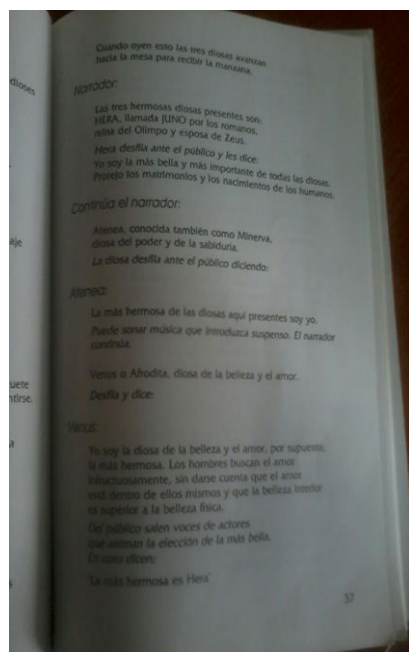 dioses
aje
uete
ntirse.
a
s
Cuando oyen esto las tres diosas avanzan
hacia la mesa para recibir la manzana.
Narrador:
Las tres hermosas diosas presentes son:
HERA, llamada JUNO por los romanos,
reina del Olimpo y esposa de Zeus.
Hera desfila ante el público y les dice:
Yo soy la más bella y más importante de todas las diosas.
Protejo los matrimonios y los nacimientos de los humanos.
Continúa el narrador:
Atenea, conocida también como Minerva,
diosa del poder y de la sabiduría.
La diosa desfila ante el público diciendo:
Atenea:
La más hermosa de las diosas aquí presentes soy yo.
Puede sonar música que introduzca suspenso. El narrador
continúa.
Venus o Afrodita, diosa de la belleza y el amor.
Desfila y dice:
Venus:
Yo soy la diosa de la belleza y el amor, por supuesto,
la más hermosa. Los hombres buscan el amor
infructuosamente, sin darse cuenta que el amor
está dentro de ellos mismos y que la belleza interior
es superior a la belleza física.
Del público salen voces de actores
que animan la elección de la más bella.
En coro dicen:
'La más hermosa es Hera'
37